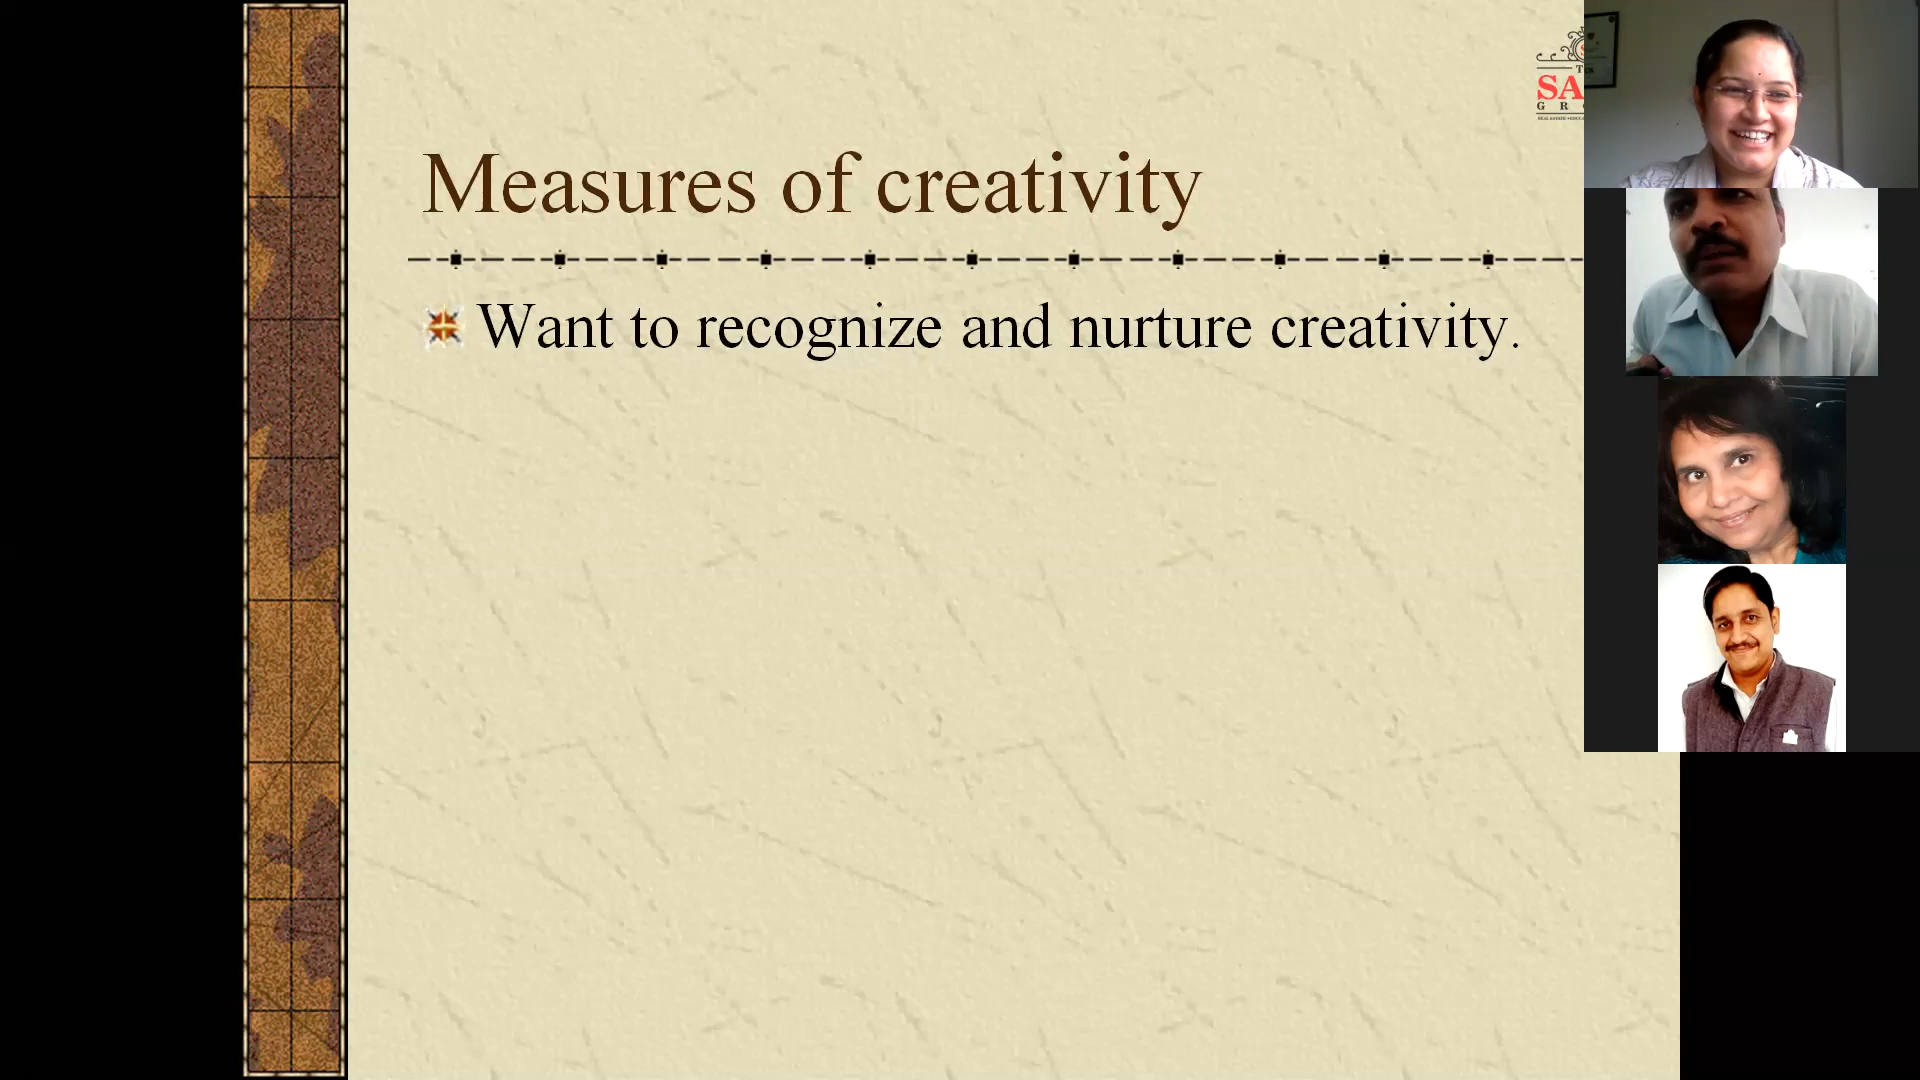 SA
Measures of creativity
Want to recognize and nurture creativity.